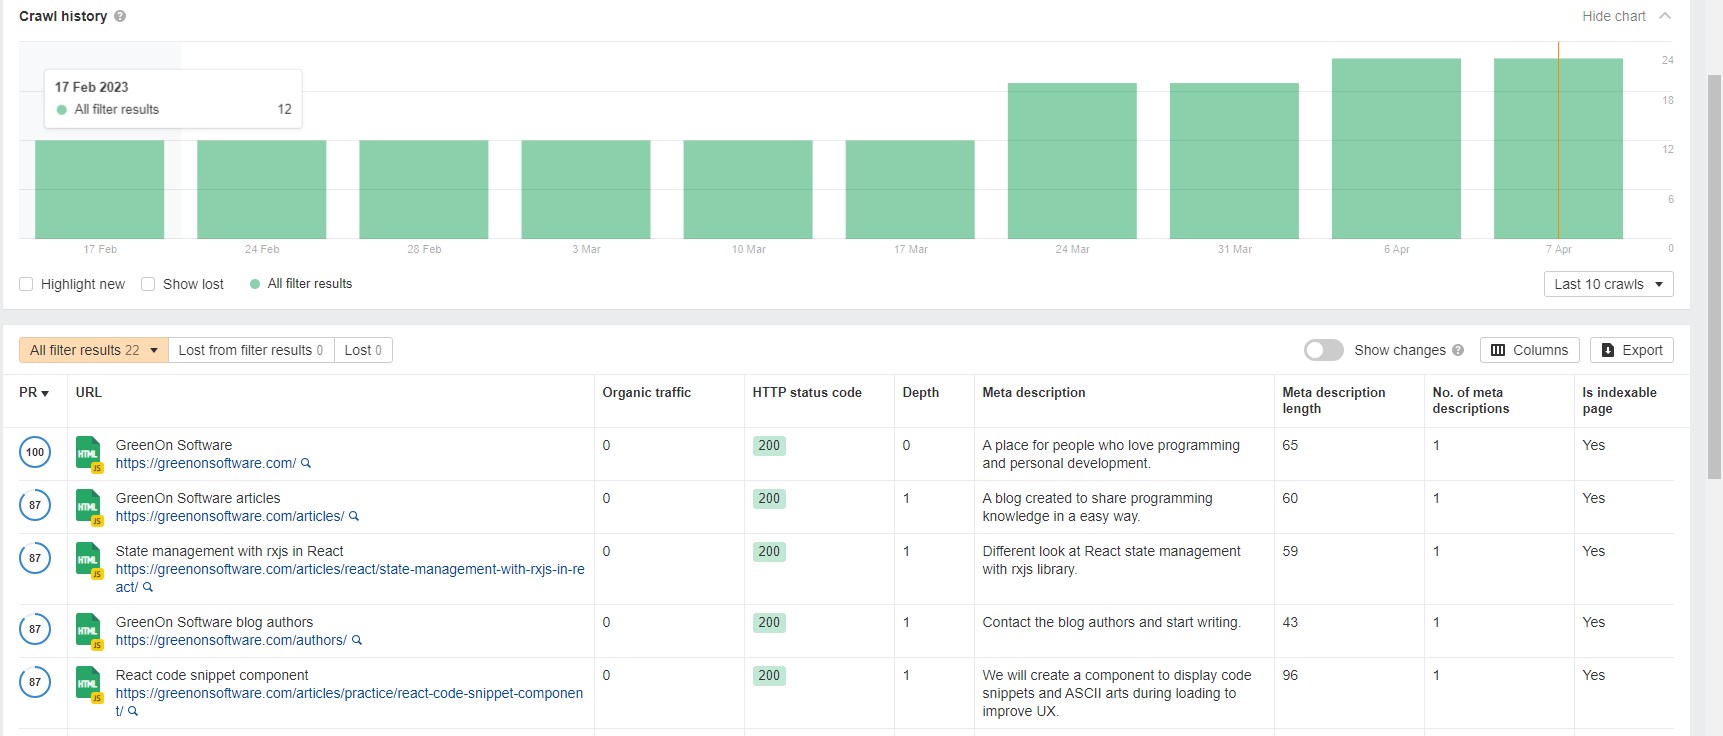 Crawl history ?
Hide chart
17 Feb 2023
All filter results 12
24
18
12
6
0
17 Feb 24 Feb 28 Feb 3 Mar 10 Mar 17 Mar 24 Mar 31 Mar 6 Apr 7 Apr
Highlight new Show lost All filter results
Last 10 crawls
All filter results 22 Lost from filter results 0 Lost 0
Show changes ? Columns Export
PR URL Organic traffic HTTP status code Depth Meta description Meta description length No. of meta descriptions Is indexable page
100 HTML JS GreenOn Software
https://greenonsoftware.com/
0 200 0 A place for people who love programming
and personal development.
65 1 Yes
87 HTML JS GreenOn Software articles
https://greenonsoftware.com/articles/
0 200 1 A blog created to share programming
knowledge in a easy way.
60 1 Yes
87 HTML JS State management with rxjs in React
https://greenonsoftware.com/articles/react/state-management-with-rxjs-in-re
act/
0 200 1 Different look at React state management
with rxjs library.
59 1 Yes
87 HTML JS GreenOn Software blog authors
https://greenonsoftware.com/authors/
0 200 1 Contact the blog authors and start writing.
43 1 Yes
87 HTML JS React code snippet component
https://greenonsoftware.com/articles/practice/react-code-snippet-componen
t/
0 200 1 We will create a component to display code
snippets and ASCII arts during loading to
improve UX.
96 1 Yes